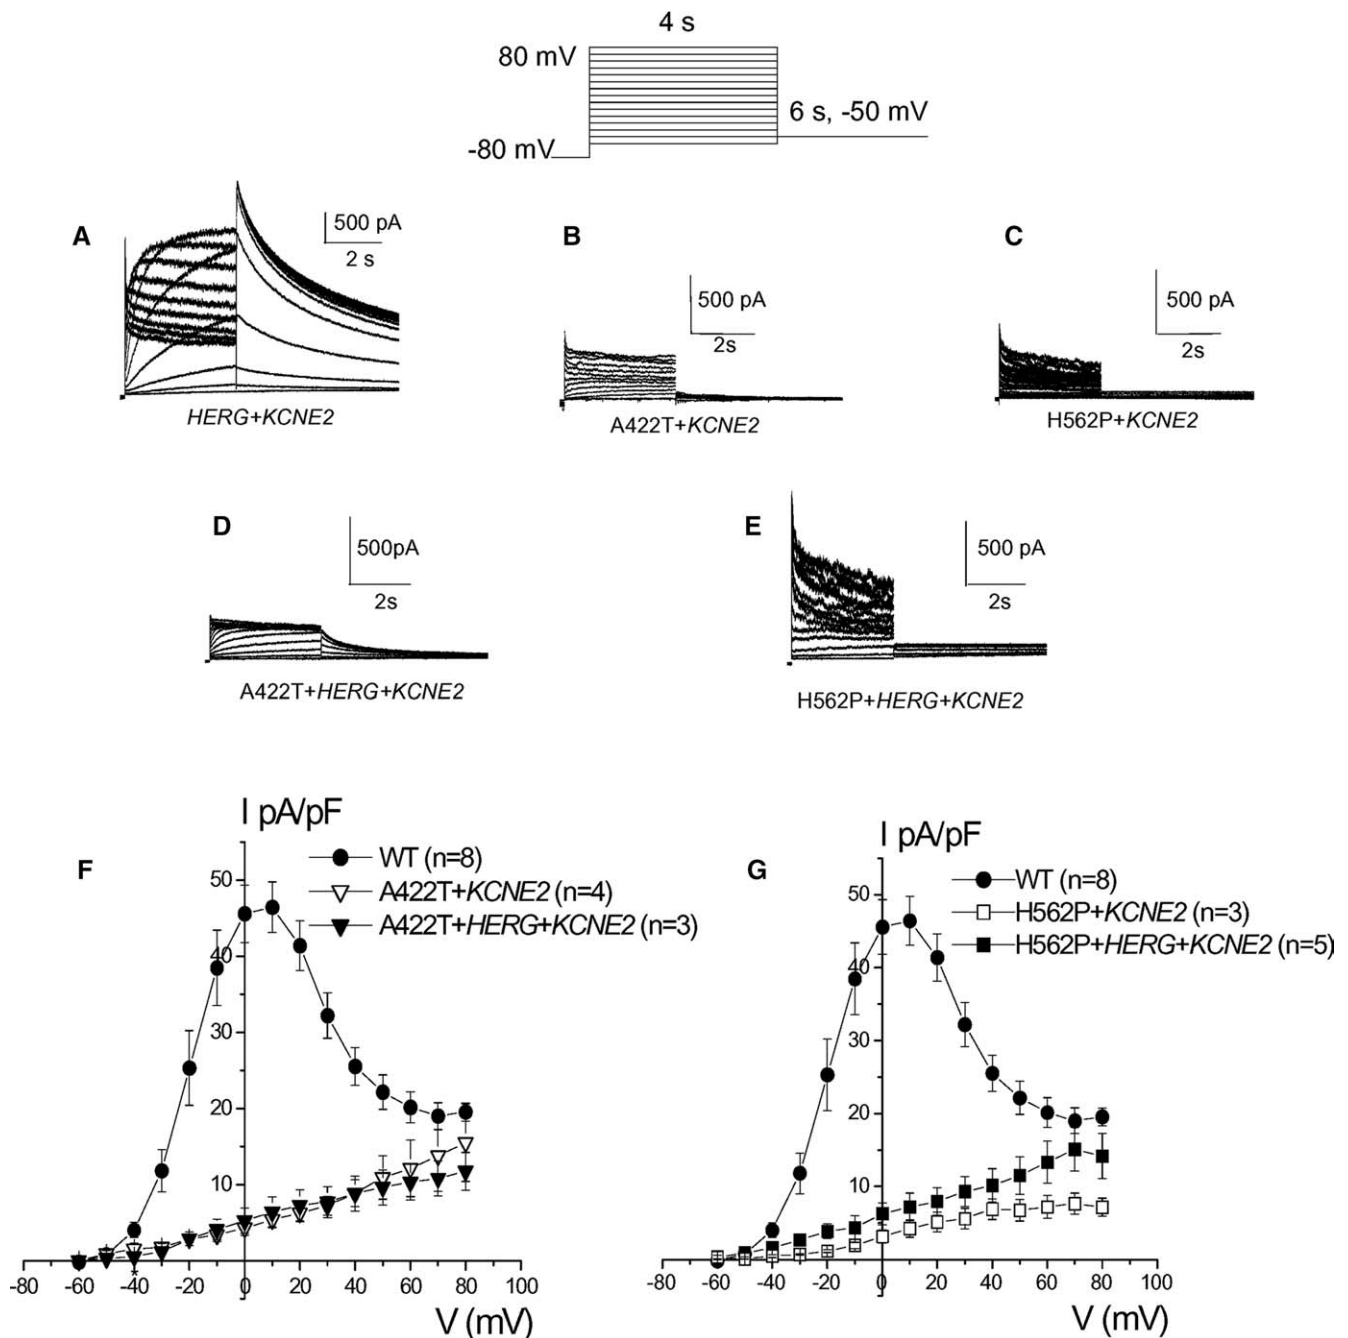 4 s
80 mV
6 s, -50 mV
-80 mV
A
500 pA
2 s
HERG+KCNE2
B
500 pA
2s
A422T+KCNE2
C
500 pA
2s
H562P+KCNE2
D
500pA
2s
A422T+HERG+KCNE2
E
500 pA
2s
H562P+HERG+KCNE2
F
I pA/pF
WT (n=8)
A422T+KCNE2 (n=4)
A422T+HERG+KCNE2 (n=3)
50
40
30
20
10
-80 -60 -40 -20 0 20 40 60 80 100
V (mV)
G
I pA/pF
WT (n=8)
H562P+KCNE2 (n=3)
H562P+HERG+KCNE2 (n=5)
50
40
30
20
10
-80 -60 -40 -20 0 20 40 60 80 100
V (mV)